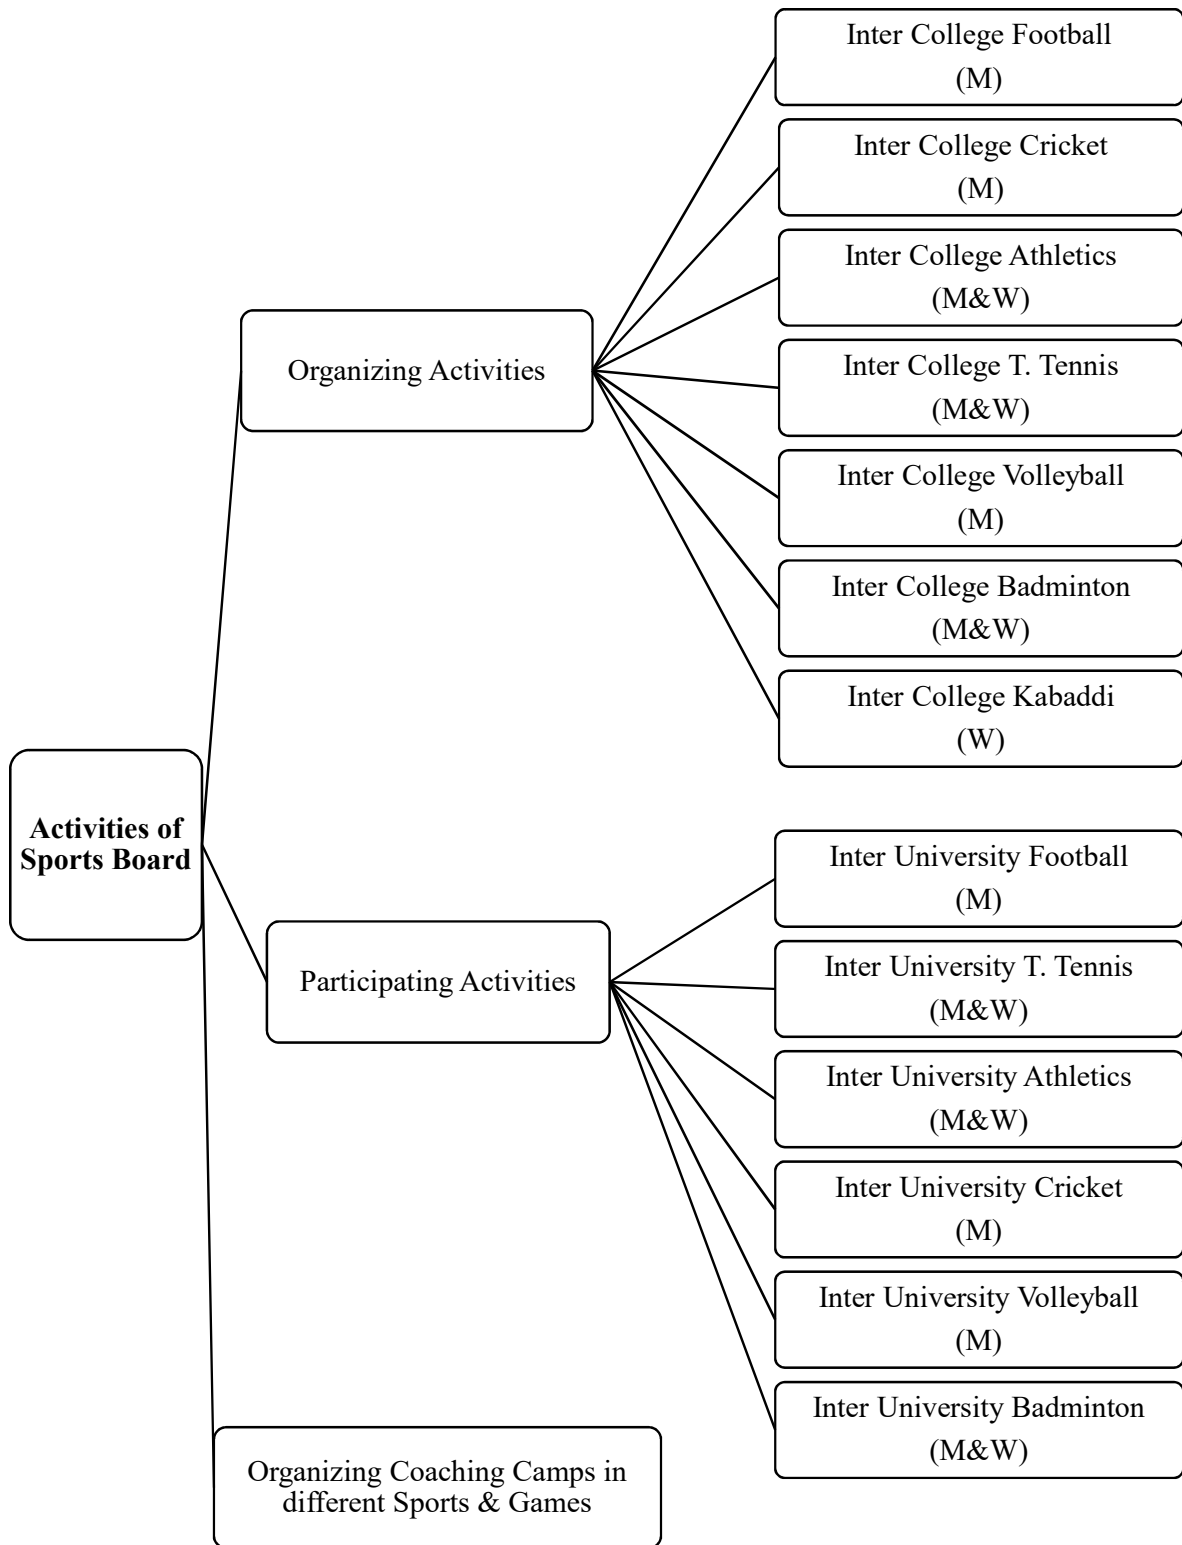 Activities of
Sports Board
Organizing Activities
Inter College Football
(M)
Inter College Cricket
(M)
Inter College Athletics
(M&W)
Inter College T. Tennis
(M&W)
Inter College Volleyball
(M)
Inter College Badminton
(M&W)
Inter College Kabaddi
(W)
Participating Activities
Inter University Football
(M)
Inter University T. Tennis
(M&W)
Inter University Athletics
(M&W)
Inter University Cricket
(M)
Inter University Volleyball
(M)
Inter University Badminton
(M&W)
Organizing Coaching Camps in
different Sports & Games